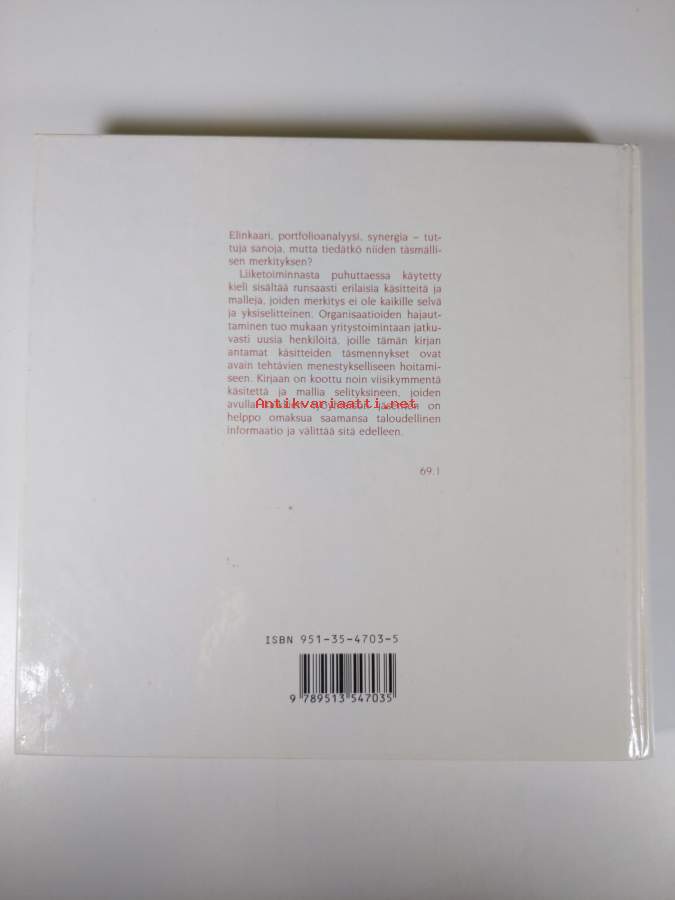 Elinkaari, portfolioanalyysi, synergia – tut-
tuja sanoja, mutta tiedätkö niiden täsmälli-
sen merkityksen?
Liiketoiminnasta puhuttaessa käytetty
kieli sisältää runsaasti erilaisia käsitteitä ja
malleja, joiden merkitys ei ole kaikille selvä
ja yksiselitteinen. Organisaatioiden hajaut-
taminen tuo mukaan yritystoimintaan jatku-
vasti uusia henkilöitä, joille tämän kirjan
antamat käsitteiden täsmennykset ovat
avain tehtävien menestykselliseen hoitami-
seen. Kirjaan on koottu noin viisikymmentä
käsitettä ja mallia selityksineen, joiden
avulla on
Antikvariaatti.net
helppo omaksua saamansa taloudellinen
informaatio ja välittää sitä edelleen.
69.1
ISBN 951-35-4703-5
9 789513 547035